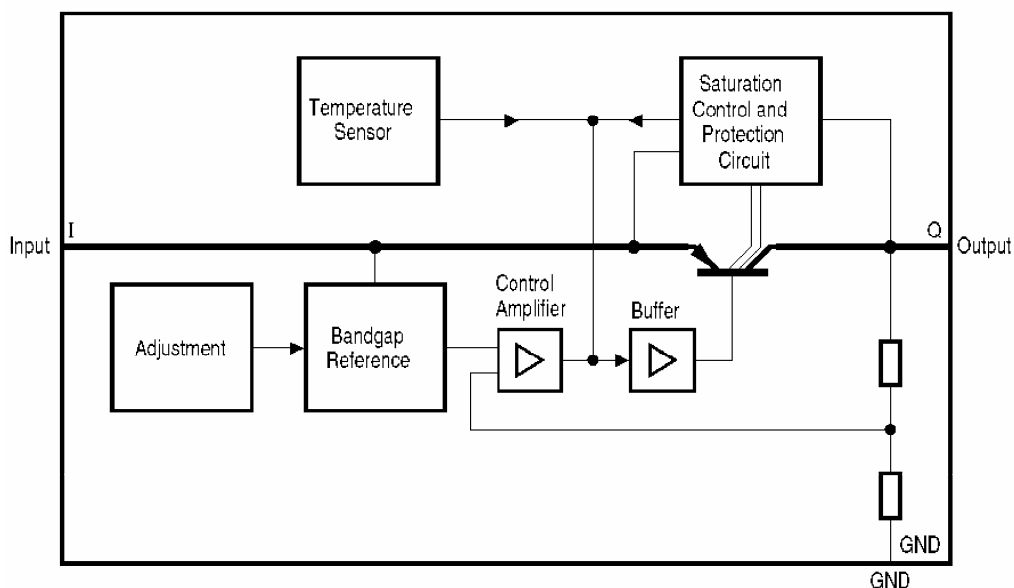 Temperature
Sensor
Saturation
Control and
Protection
Circuit
I
Q
Input
Output
Control
Amplifier
Buffer
Adjustment
Bandgap
Reference
GND
GND